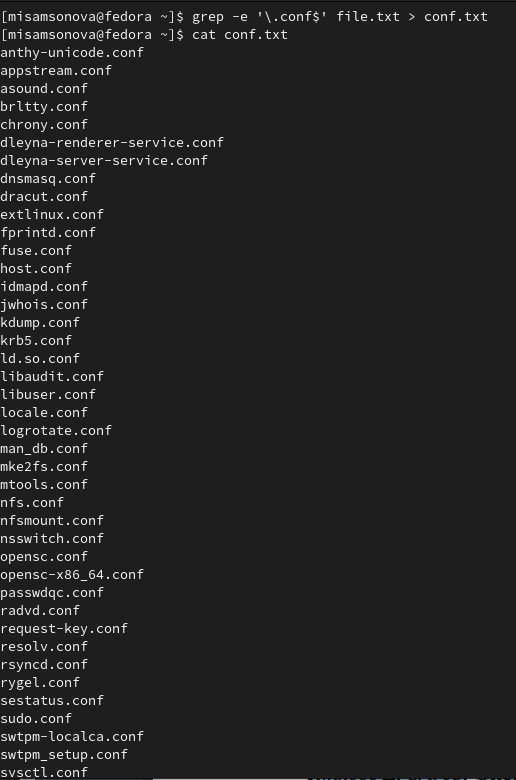 [misamsonova@fedora ~]$ grep -e '\.conf$' file.txt > conf.txt
[misamsonova@fedora ~]$ cat conf.txt
anthy-unicode.conf
appstream.conf
asound.conf
brltty.conf
chrony.conf
dleyna-renderer-service.conf
dleyna-server-service.conf
dnsmasq.conf
dracut.conf
extlinux.conf
fprintd.conf
fuse.conf
host.conf
idmapd.conf
jwhois.conf
kdump.conf
krb5.conf
ld.so.conf
libaudit.conf
libuser.conf
locale.conf
logrotate.conf
man_db.conf
mke2fs.conf
mtools.conf
nfs.conf
nfsmount.conf
nsswitch.conf
opensc.conf
opensc-x86_64.conf
passwdqc.conf
radvd.conf
request-key.conf
resolv.conf
rsyncd.conf
rygel.conf
sestatus.conf
sudo.conf
swtpm-localca.conf
swtpm_setup.conf
sysctl.conf